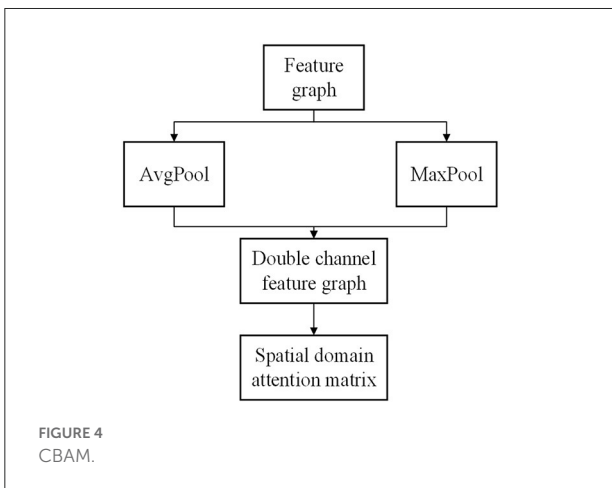 Feature
graph
AvgPool
MaxPool
Double channel
feature graph
Spatial domain
attention matrix
FIGURE 4
CBAM.